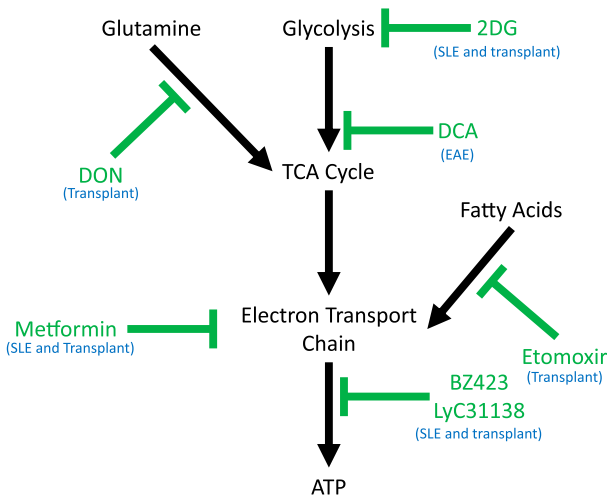 Glutamine
Glycolysis
2DG
(SLE and transplant)
DCA
(EAE)
DON
(Transplant)
TCA Cycle
Fatty Acids
Electron Transport
Chain
Metformin
(SLE and Transplant)
Etomoxir
(Transplant)
BZ423
LyC31138
(SLE and transplant)
ATP